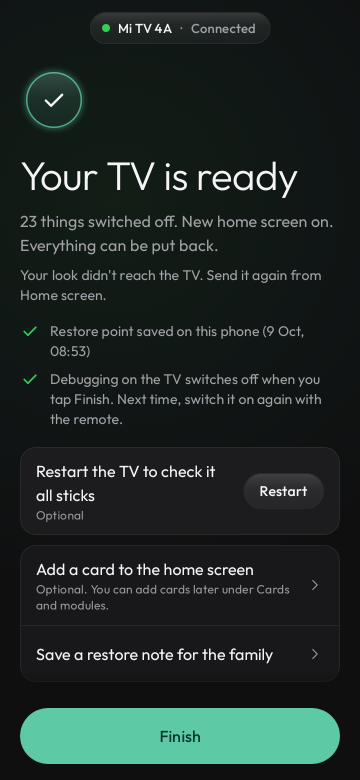 Mi TV 4A · Connected
Your TV is ready
23 things switched off. New home screen on.
Everything can be put back.
Your look didn't reach the TV. Send it again from
Home screen.
Restore point saved on this phone (9 Oct,
08:53)
Debugging on the TV switches off when you
tap Finish. Next time, switch it on again with
the remote.
Restart the TV to check it
all sticks
Optional
Restart
Add a card to the home screen
Optional. You can add cards later under Cards
and modules.
Save a restore note for the family
Finish